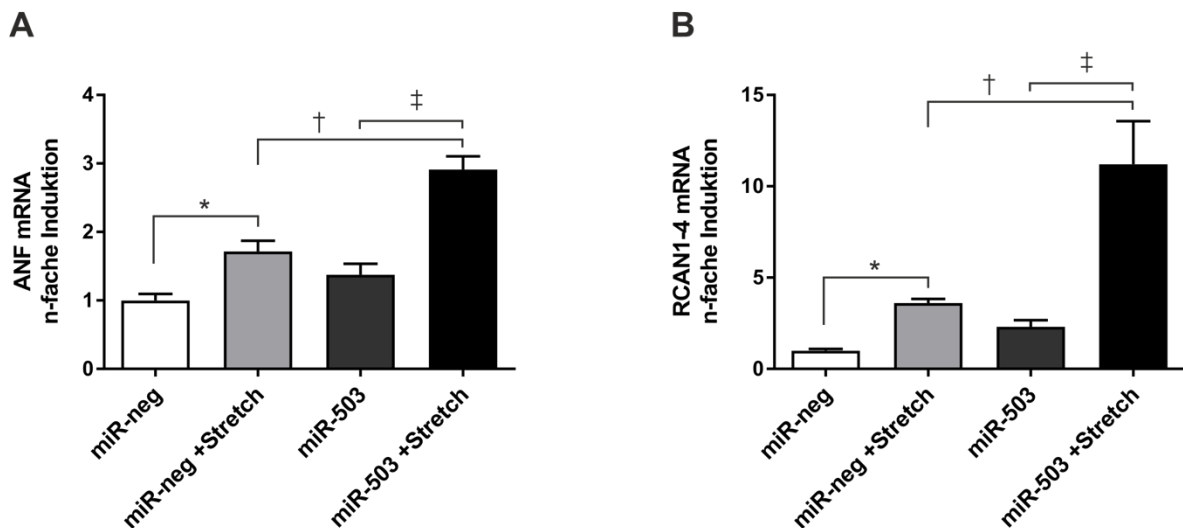 A
ANF mRNA
n-fache Induktion
4
3
2
1
0
*
†
‡
miR-neg
miR-neg +Stretch
miR-503
miR-503 +Stretch
B
RCAN1-4 mRNA
n-fache Induktion
15
10
5
0
*
†
‡
miR-neg
miR-neg +Stretch
miR-503
miR-503 +Stretch